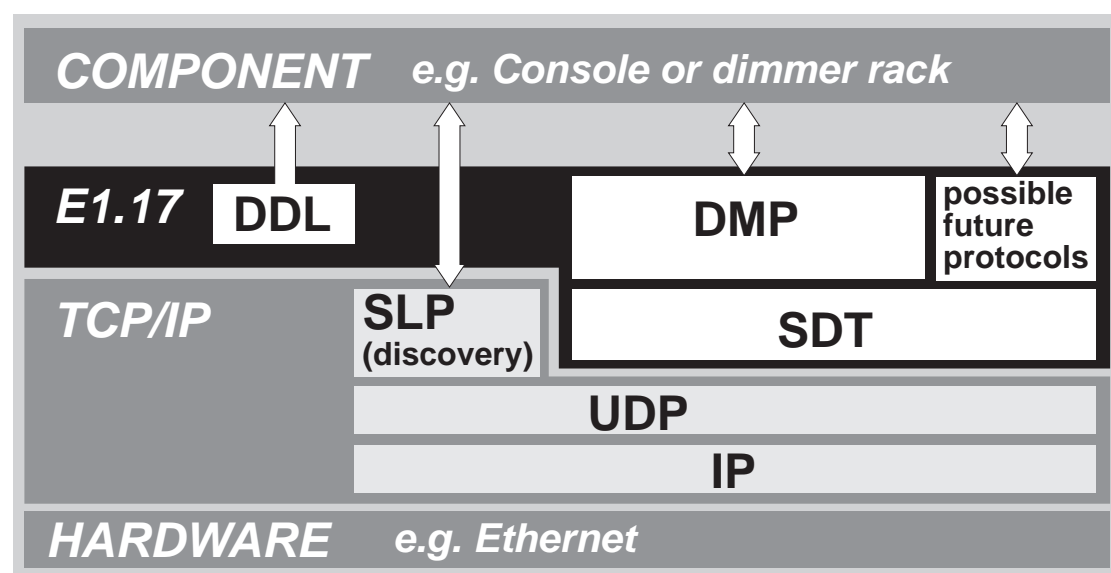 COMPONENT e.g. Console or dimmer rack
E1.17
DDL
DMP
possible
future
protocols
TCP/IP
SLP
(discovery)
SDT
UDP
IP
HARDWARE e.g. Ethernet